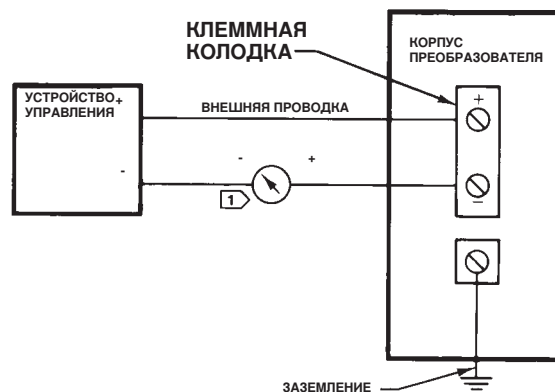 КЛЕММНАЯ
КОЛОДКА
КОРПУС
ПРЕОБРАЗОВАТЕЛЯ
УСТРОЙСТВО +
УПРАВЛЕНИЯ
-
ВНЕШНЯЯ ПРОВОДКА
- +
1
+
–
ЗАЗЕМЛЕНИЕ